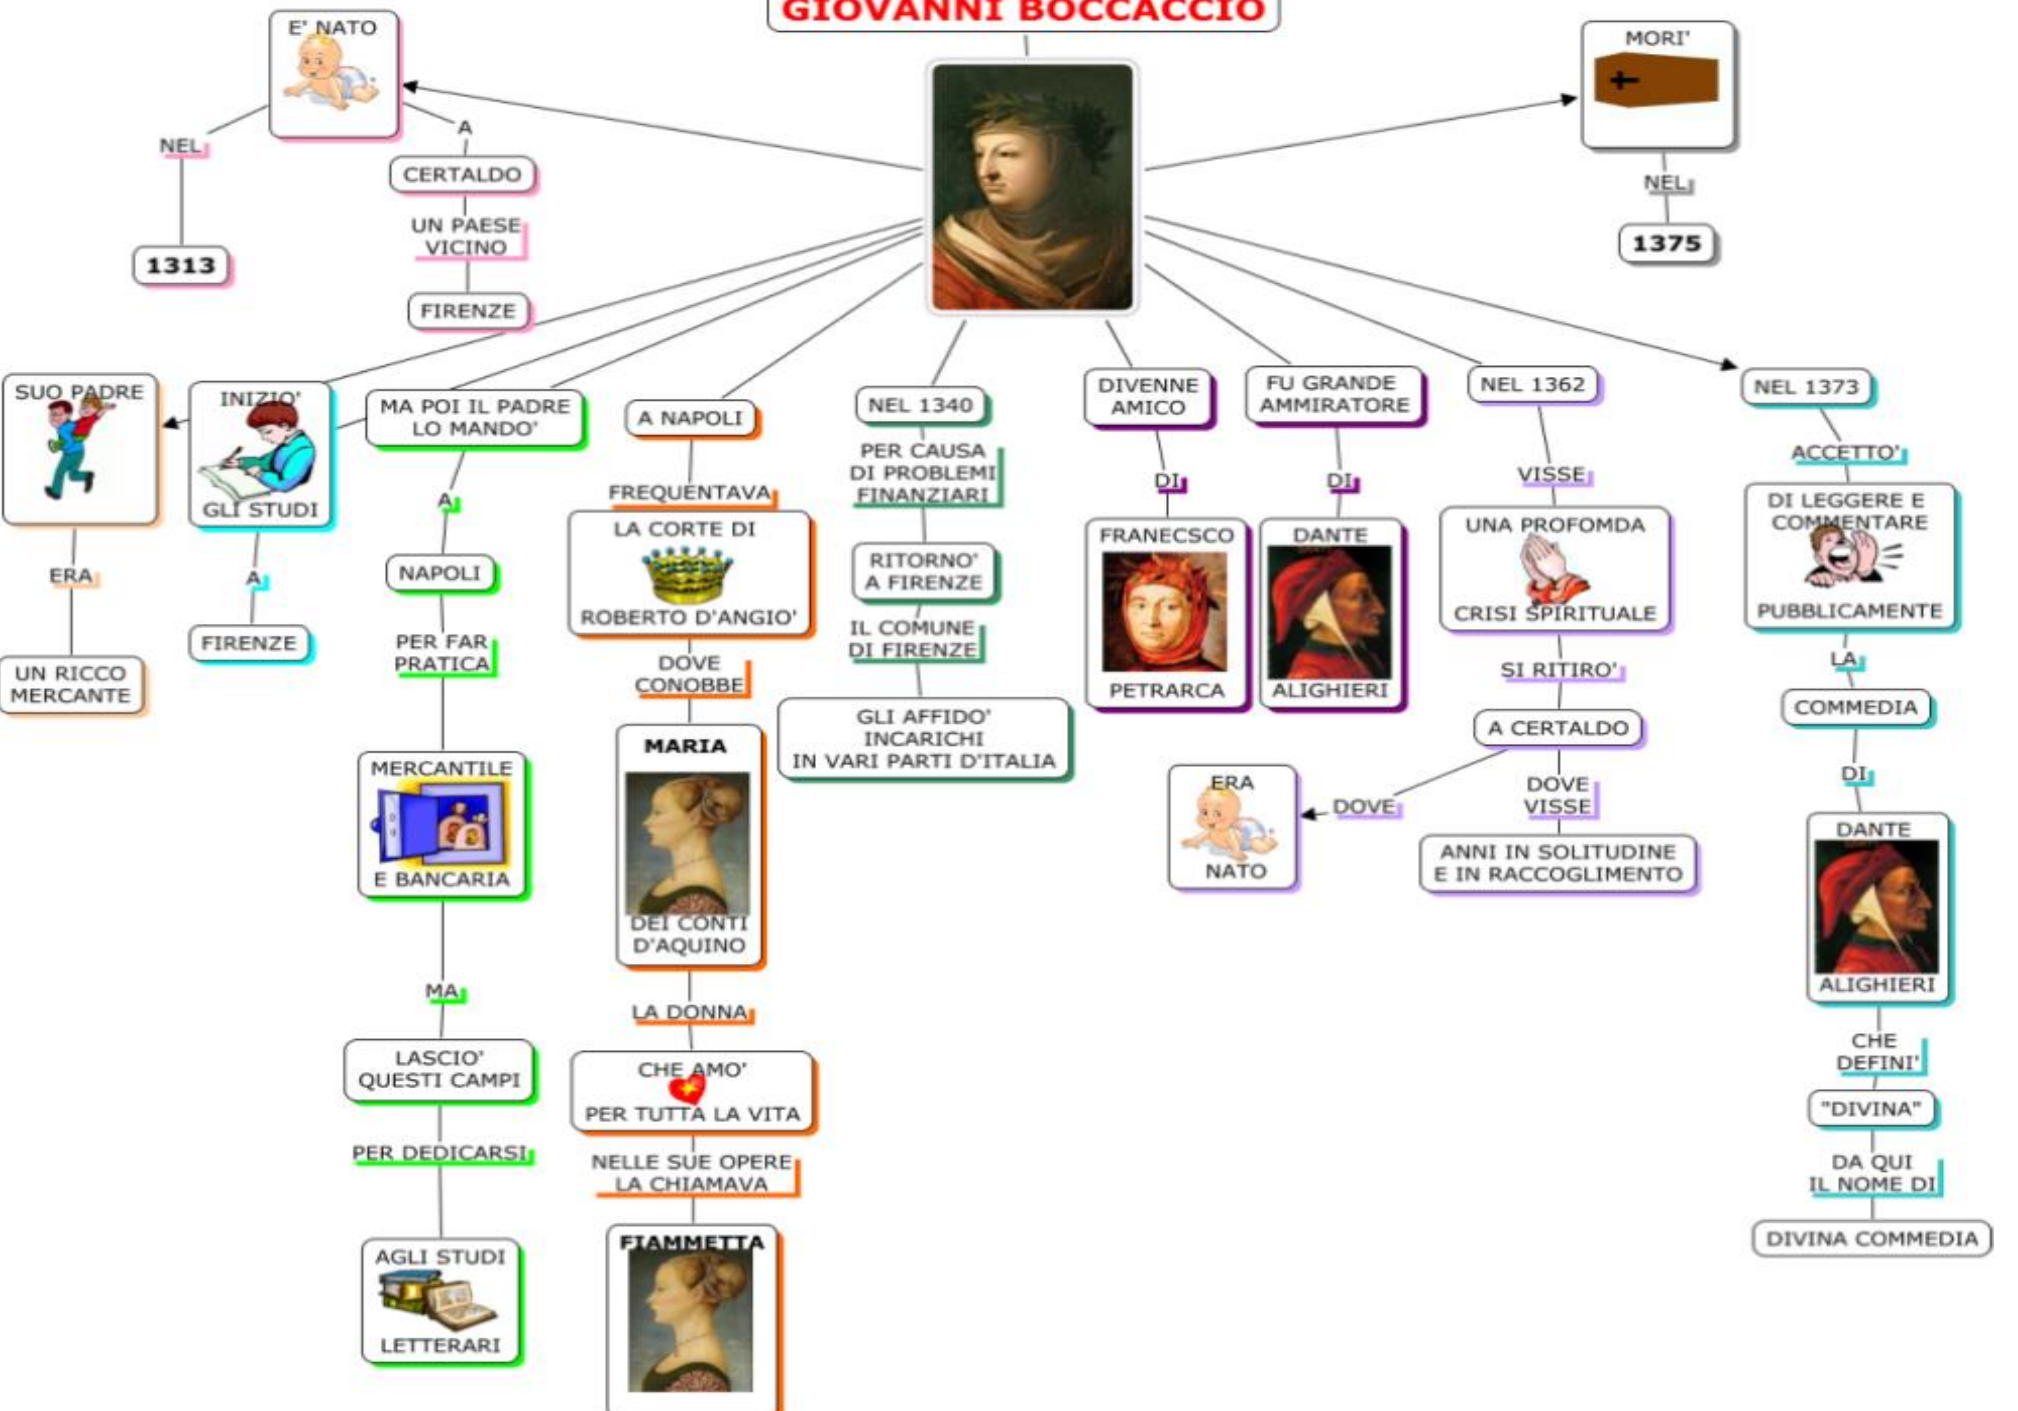 GIOVANNI BOCCACCIO
E' NATO
NEL
1313
A
CERTALDO
UN PAESE
VICINO
FIRENZE
MORI'
NEL
1375
SUO PADRE
ERA
UN RICCO
MERCANTE
INIZIO'
GLI STUDI
A
FIRENZE
MA POI IL PADRE
LO MANDO'
A
NAPOLI
PER FAR
PRATICA
MERCANTILE
E BANCARIA
MA
LASCIO'
QUESTI CAMPI
PER DEDICARSI
AGLI STUDI
LETTERARI
A NAPOLI
FREQUENTAVA
LA CORTE DI
ROBERTO D'ANGIO'
DOVE
CONOBBE
MARIA
DEI CONTI
D'AQUINO
LA DONNA
CHE AMO'
PER TUTTA LA VITA
NELLE SUE OPERE
LA CHIAMAVA
FIAMMETTA
NEL 1340
PER CAUSA
DI PROBLEMI
FINANZIARI
RITORNO'
A FIRENZE
IL COMUNE
DI FIRENZE
GLI AFFIDO'
INCARICHI
IN VARI PARTI D'ITALIA
DIVENNE
AMICO
DI
FRANECSCO
PETRARCA
FU GRANDE
AMMIRATORE
DI
DANTE
ALIGHIERI
NEL 1362
VISSE
UNA PROFOMDA
CRISI SPIRITUALE
SI RITIRO'
A CERTALDO
DOVE
ERA
NATO
DOVE
VISSE
ANNI IN SOLITUDINE
E IN RACCOGLIMENTO
NEL 1373
ACCETTO'
DI LEGGERE E
COMMENTARE
PUBBLICAMENTE
LA
COMMEDIA
DI
DANTE
ALIGHIERI
CHE
DEFINI'
"DIVINA"
DA QUI
IL NOME DI
DIVINA COMMEDIA